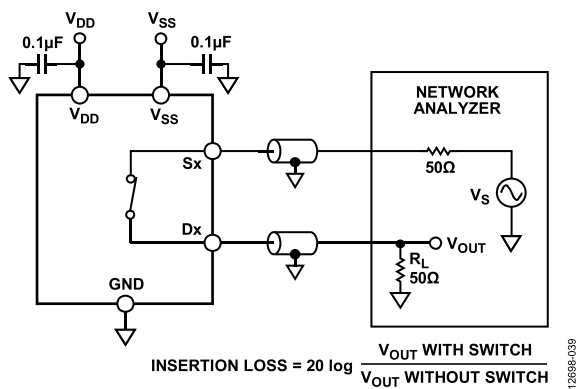 V_DD
V_SS
0.1µF
0.1µF
V_DD
V_SS
NETWORK
ANALYZER
Sx
50Ω
V_S
Dx
V_OUT
R_L
50Ω
GND
INSERTION LOSS = 20 log
V_OUT WITH SWITCH
V_OUT WITHOUT SWITCH
12698-039